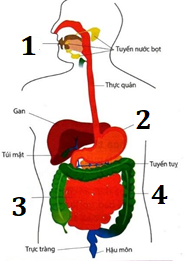 1
Tuyến nước bọt
Thực quản
Gan
2
Túi mật
Tuyến tuỵ
3
4
Trực tràng
Hậu môn